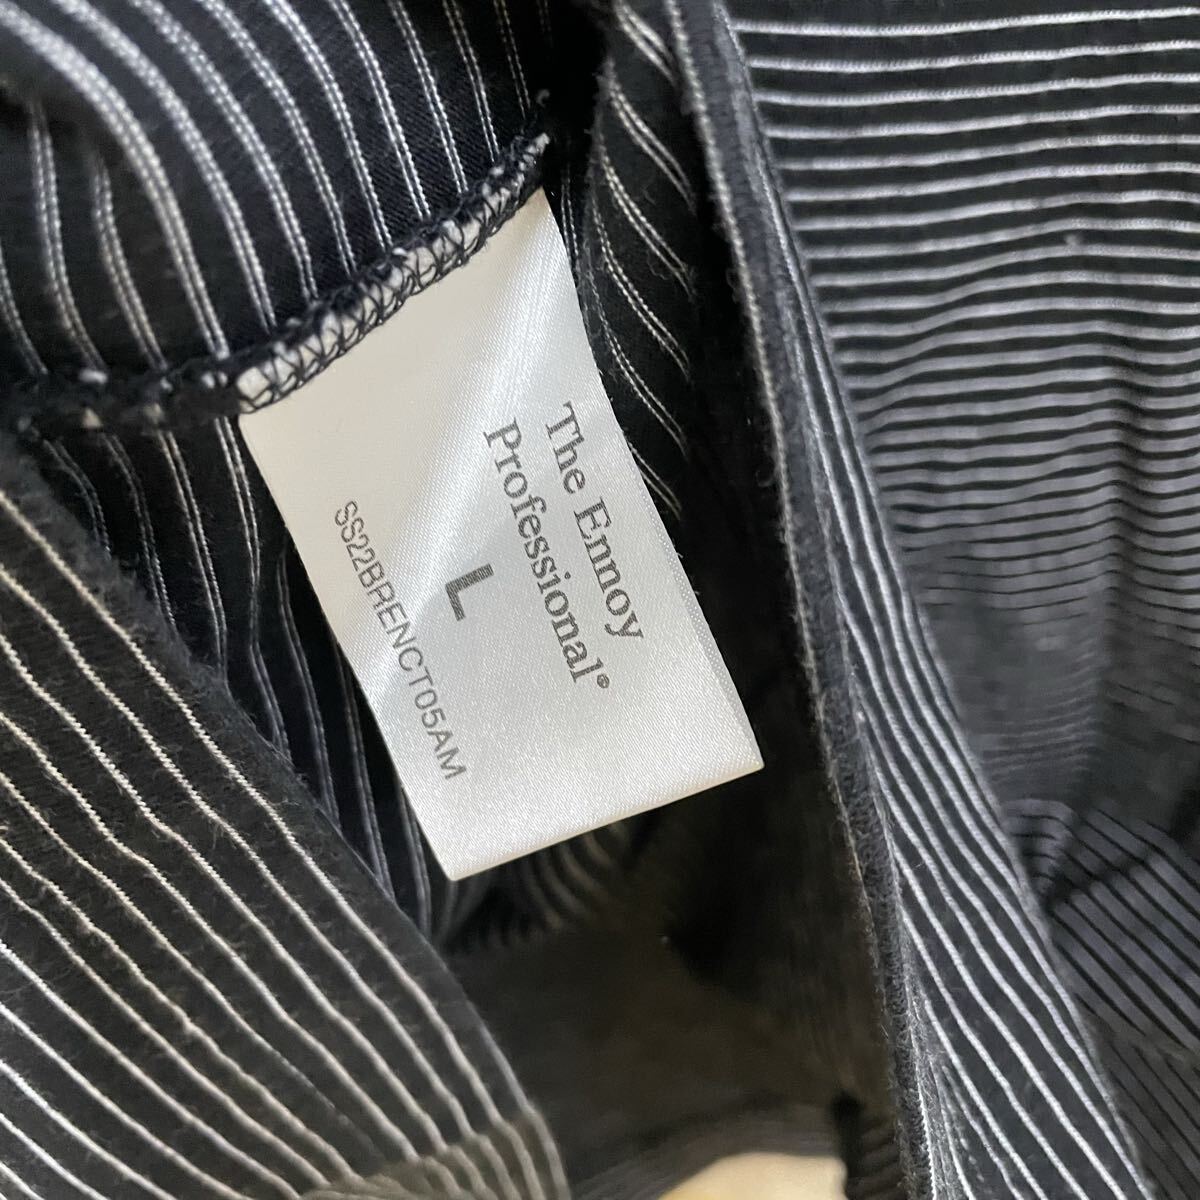 The Ennoy
Professional®
L
SS22BRENCT05AM